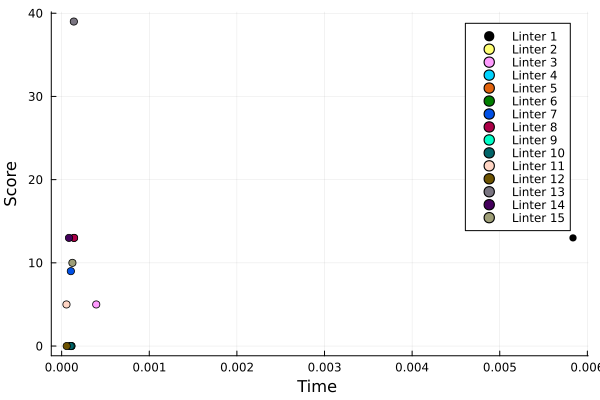 40
30
20
10
0
Score
0.000
0.001
0.002
0.003
0.004
0.005
0.006
Time
Linter 1
Linter 2
Linter 3
Linter 4
Linter 5
Linter 6
Linter 7
Linter 8
Linter 9
Linter 10
Linter 11
Linter 12
Linter 13
Linter 14
Linter 15